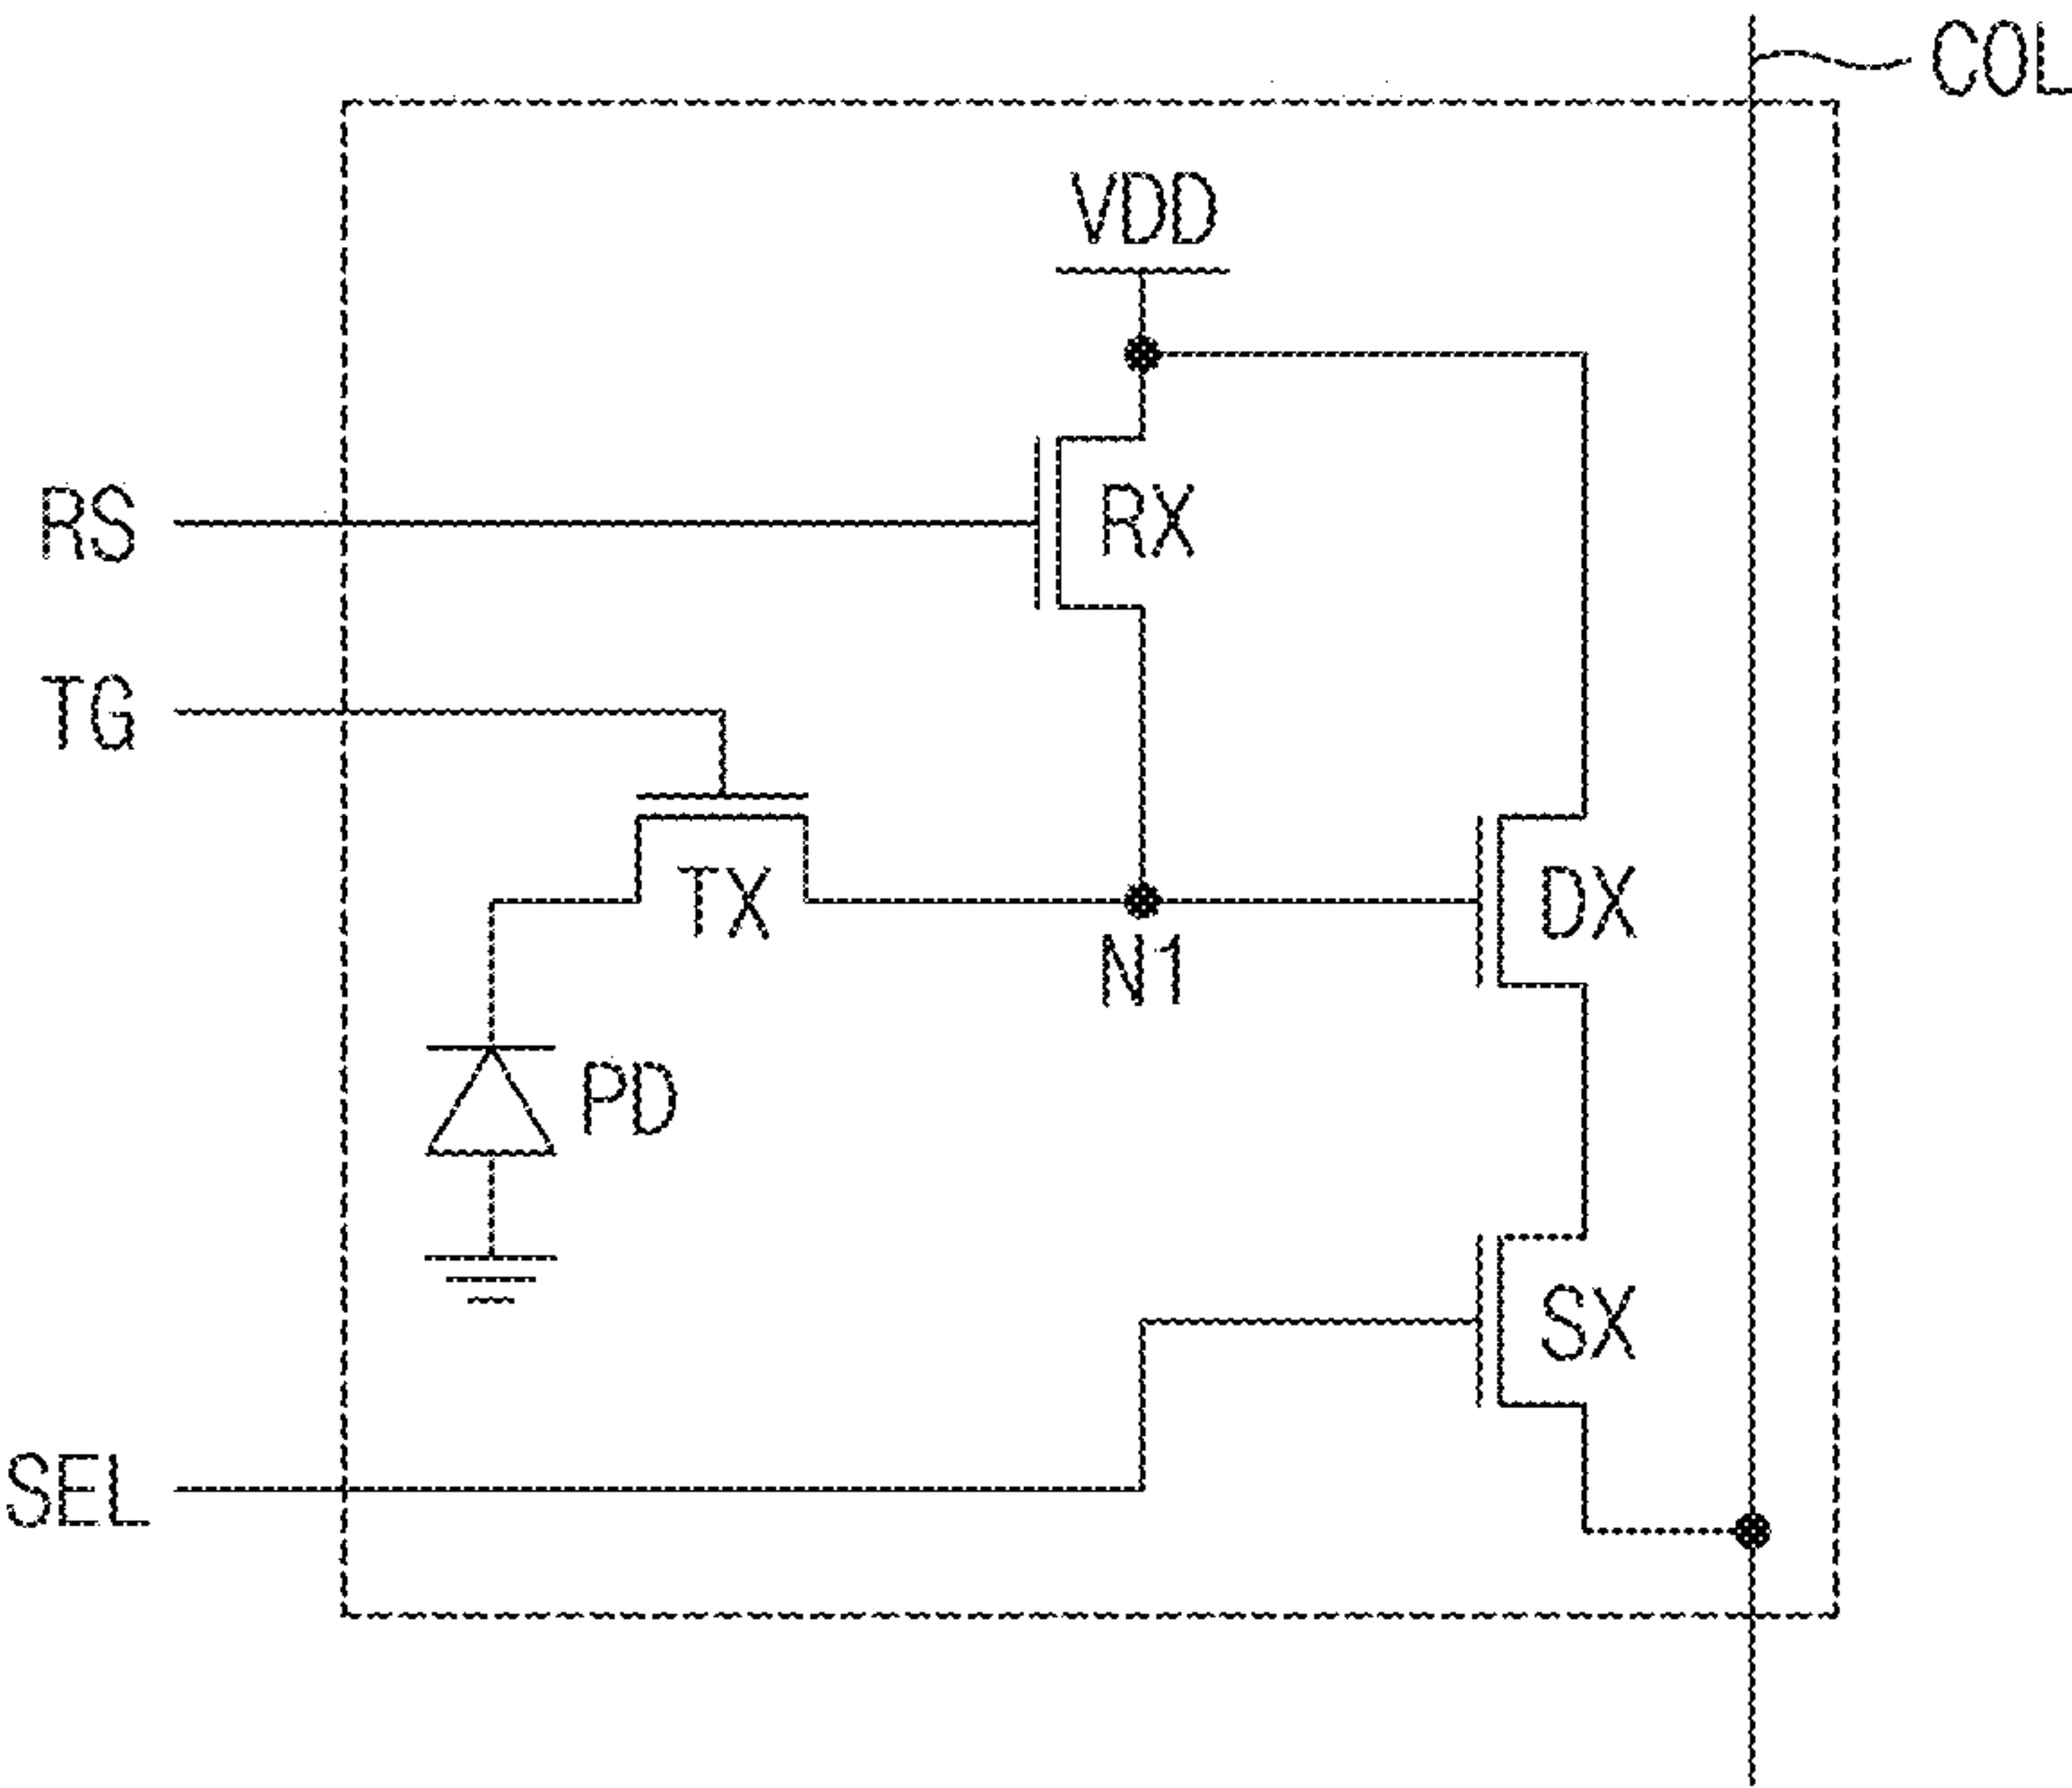 COL
VDD
RS
RX
TG
TX
DX
N1
PD
SX
SEL